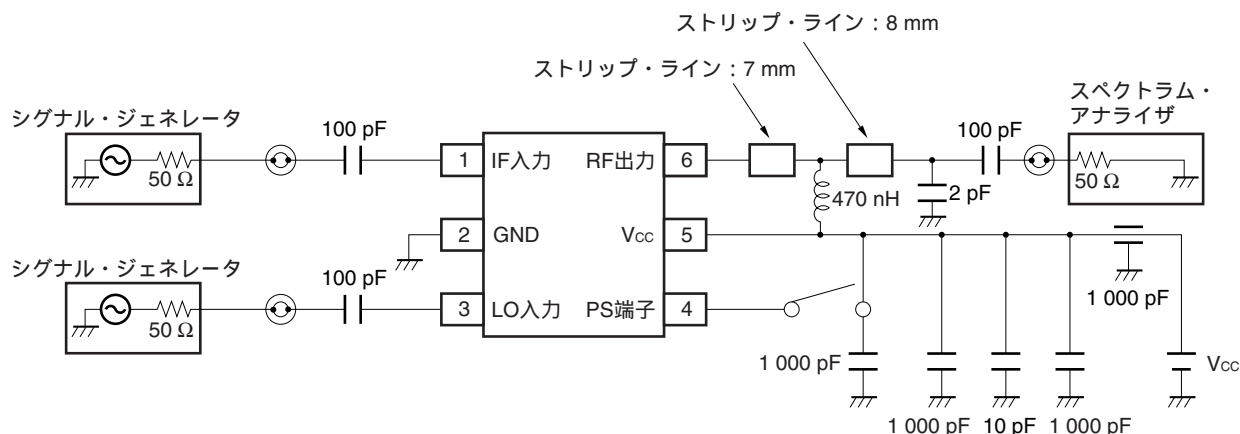 ストリップ・ライン：8 mm
ストリップ・ライン：7 mm
シグナル・ジェネレータ
50 Ω
100 pF
1
IF入力
RF出力
6
470 nH
2 pF
100 pF
スペクトラム・
アナライザ
50 Ω
2
GND
VCC
5
シグナル・ジェネレータ
50 Ω
100 pF
3
LO入力
PS端子
4
1 000 pF
1 000 pF
VCC
1 000 pF
10 pF
1 000 pF